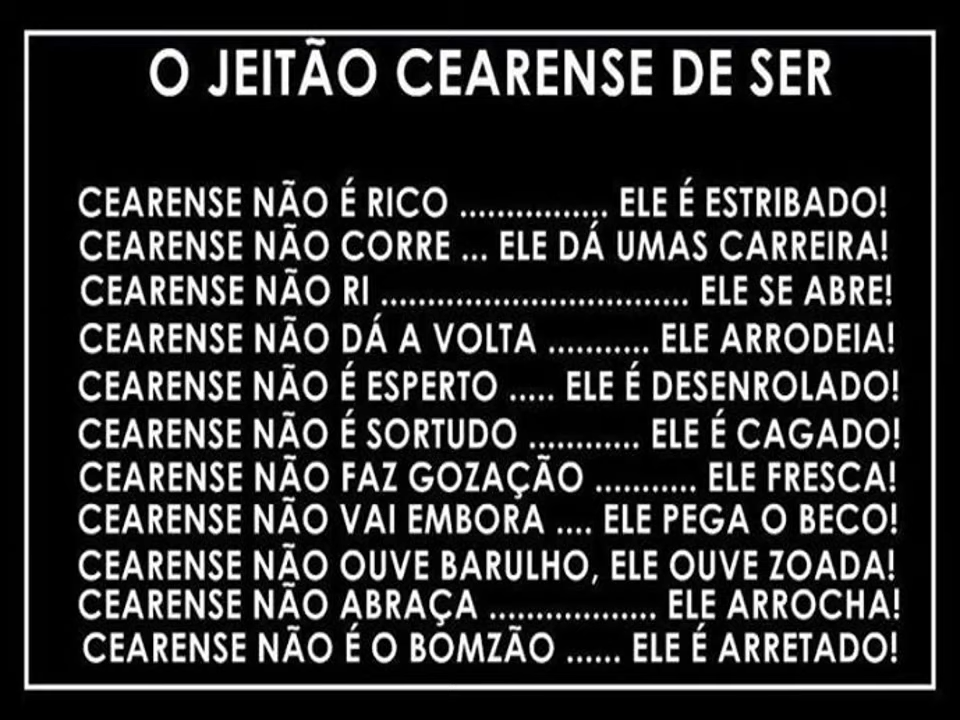 O JEITÃO CEARENSE DE SER
CEARENSE NÃO É RICO ................ ELE É ESTRIBADO!
CEARENSE NÃO CORRE ... ELE DÁ UMAS CARREIRA!
CEARENSE NÃO RI ................................. ELE SE ABRE!
CEARENSE NÃO DÁ A VOLTA ........... ELE ARRODEIA!
CEARENSE NÃO É ESPERTO ..... ELE É DESENROLADO!
CEARENSE NÃO É SORTUDO ............ ELE É CAGADO!
CEARENSE NÃO FAZ GOZAÇÃO ........... ELE FRESCA!
CEARENSE NÃO VAI EMBORA .... ELE PEGA O BECO!
CEARENSE NÃO OUVE BARULHO, ELE OUVE ZOADA!
CEARENSE NÃO ABRAÇA .................. ELE ARROCHA!
CEARENSE NÃO É O BOMZÃO ...... ELE É ARRETADO!